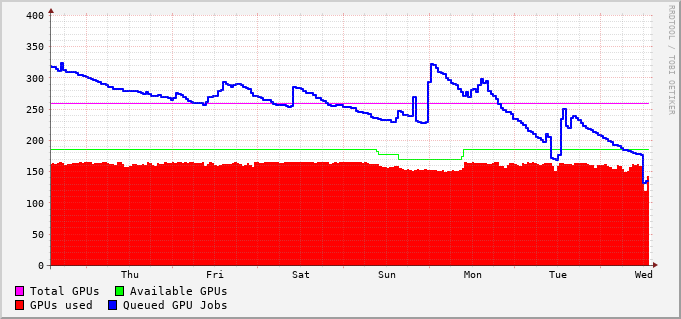 400
350
300
250
200
150
100
50
0
Thu Fri Sat Sun Mon Tue Wed
Total GPUs Available GPUs
GPUs used Queued GPU Jobs
RRDTOOL / TOBI OETIKER